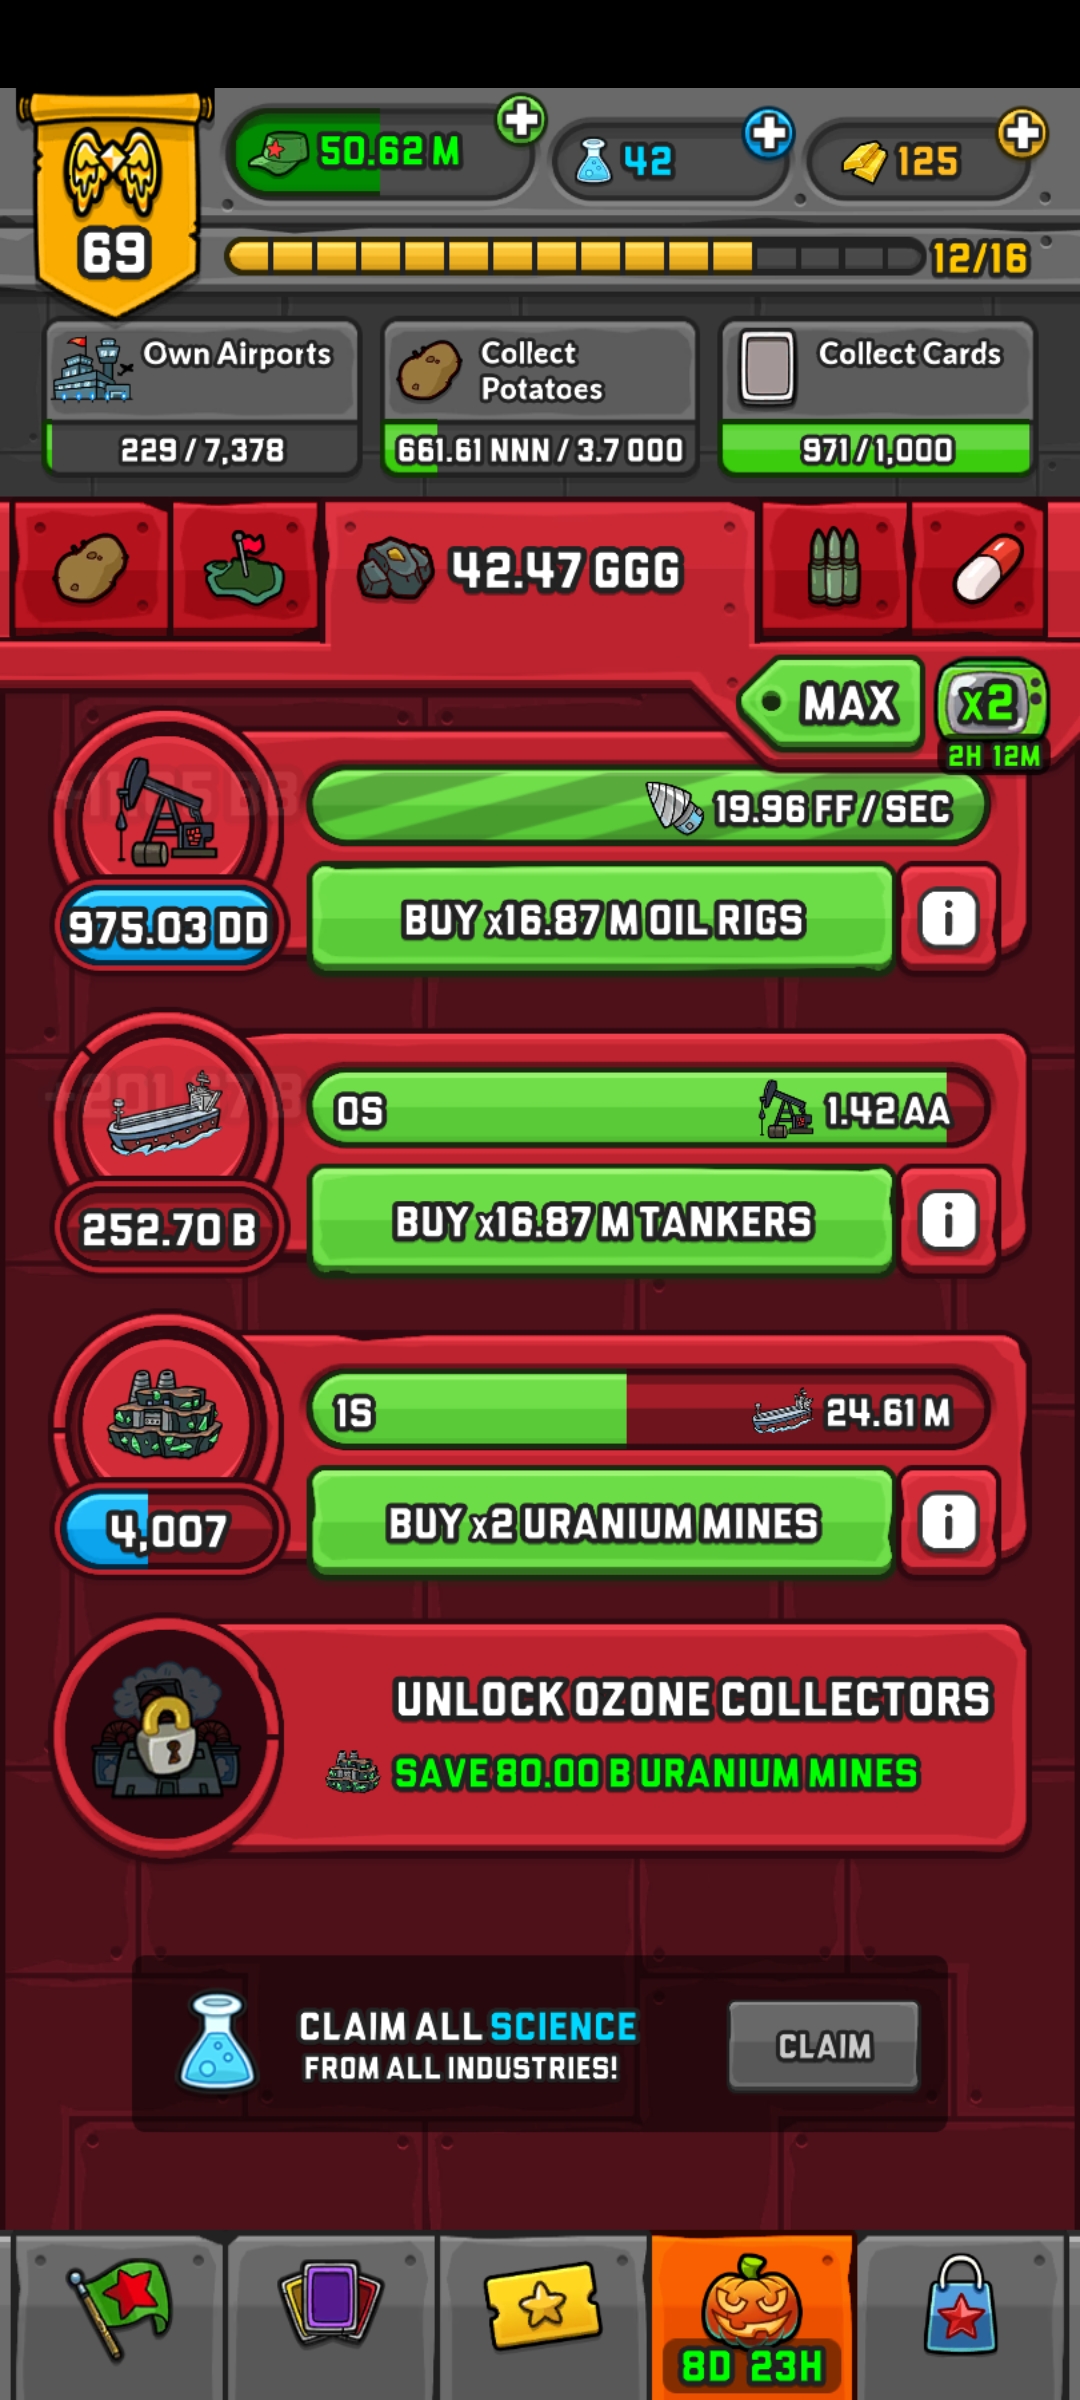 50.62 M
42
125
69
12/16
Own Airports
229 / 7,378
Collect
Potatoes
661.61 NNN / 3.7 OOO
Collect Cards
971 / 1,000
42.47 GGG
MAX
x2
2H 12M
19.96 FF / SEC
975.03 DD
BUY x16.87 M OIL RIGS
i
0S
1.42 AA
252.70 B
BUY x16.87 M TANKERS
i
1S
24.61 M
4,007
BUY x2 URANIUM MINES
i
UNLOCK OZONE COLLECTORS
SAVE 80.00 B URANIUM MINES
CLAIM ALL SCIENCE
FROM ALL INDUSTRIES!
CLAIM
8D 23H